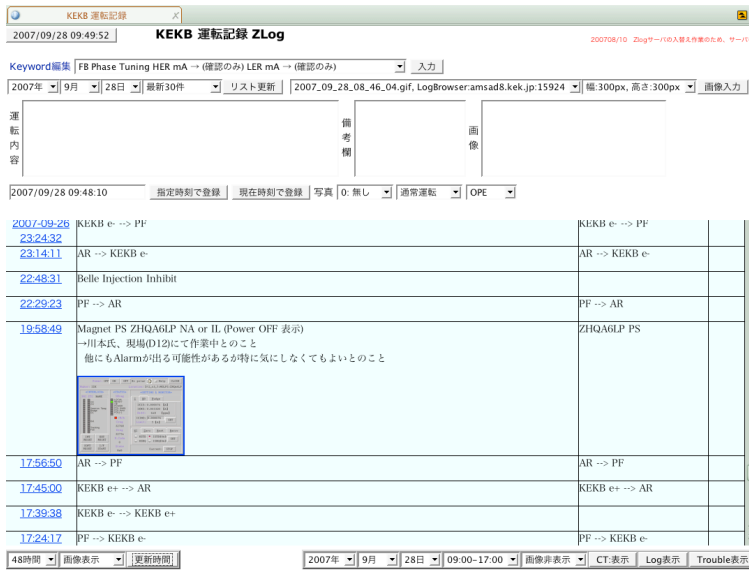 KEKB 運転記録
2007/09/28 09:49:52
KEKB 運転記録 ZLog
200708/10 Zlogサーバの入替え作業のため、サーバ
Keyword編集
FB Phase Tuning HER mA → (確認のみ) LER mA → (確認のみ)
入力
2007年 9月 28日 最新30件 リスト更新 2007_09_28_08_46_04.gif, LogBrowser:amsad8.kek.jp:15924 幅:300px, 高さ:300px 画像入力
運転内容
備考欄
画像
2007/09/28 09:48:10 指定時刻で登録 現在時刻で登録 写真 0: 無し 通常運転 OPE
2007-09-26 23:24:32 KEKB e- --> PF KEKB e- --> PF
23:14:11 AR --> KEKB e- AR --> KEKB e-
22:48:31 Belle Injection Inhibit
22:29:23 PF --> AR PF --> AR
19:58:49 Magnet PS ZHQA6LP NA or IL (Power OFF 表示) ZHQA6LP PS
→川本氏、現場(D12)にて作業中とのこと
他にもAlarmが出る可能性があるが特に気にしなくてもよいとのこと
17:56:50 AR --> PF AR --> PF
17:45:00 KEKB e+ --> AR KEKB e+ --> AR
17:39:38 KEKB e- --> KEKB e+
17:24:17 PF --> KEKB e- PF --> KEKB e-
48時間 画像表示 更新時間 2007年 9月 28日 09:00-17:00 画像非表示 CT:表示 Log表示 Trouble表示